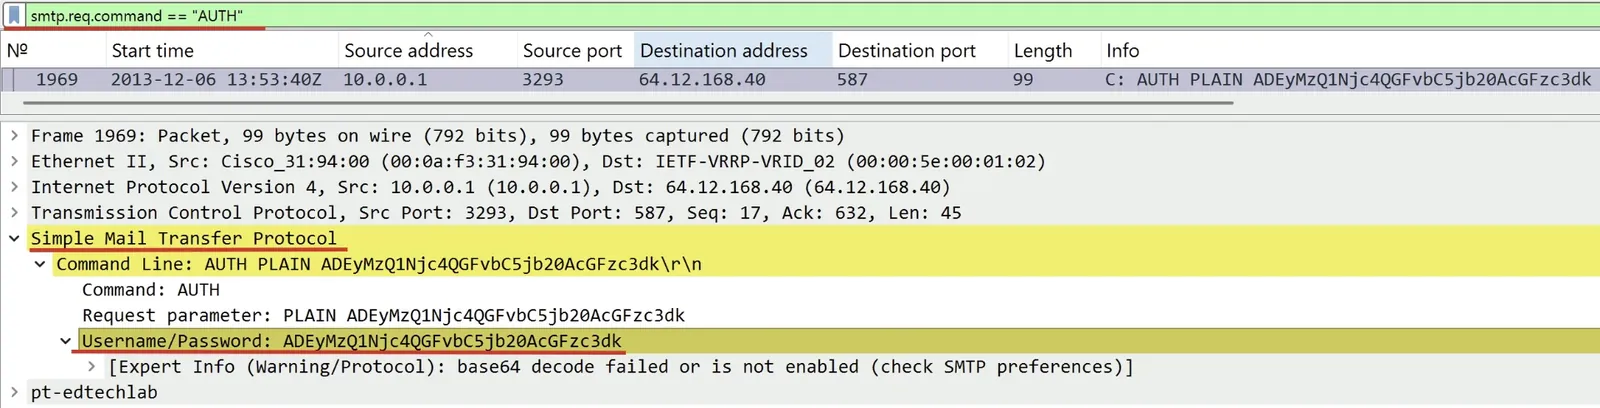 smtp.req.command == "AUTH"
№ Start time Source address Source port Destination address Destination port Length Info
1969 2013-12-06 13:53:40Z 10.0.0.1 3293 64.12.168.40 587 99 C: AUTH PLAIN ADEyMzQ1Njc4QGFvbC5jb20AcGFzc3dk
Frame 1969: Packet, 99 bytes on wire (792 bits), 99 bytes captured (792 bits)
Ethernet II, Src: Cisco_31:94:00 (00:0a:f3:31:94:00), Dst: IETF-VRRP-VRID_02 (00:00:5e:00:01:02)
Internet Protocol Version 4, Src: 10.0.0.1 (10.0.0.1), Dst: 64.12.168.40 (64.12.168.40)
Transmission Control Protocol, Src Port: 3293, Dst Port: 587, Seq: 17, Ack: 632, Len: 45
Simple Mail Transfer Protocol
Command Line: AUTH PLAIN ADEyMzQ1Njc4QGFvbC5jb20AcGFzc3dk\r\n
Command: AUTH
Request parameter: PLAIN ADEyMzQ1Njc4QGFvbC5jb20AcGFzc3dk
Username/Password: ADEyMzQ1Njc4QGFvbC5jb20AcGFzc3dk
[Expert Info (Warning/Protocol): base64 decode failed or is not enabled (check SMTP preferences)]
pt-edtechlab